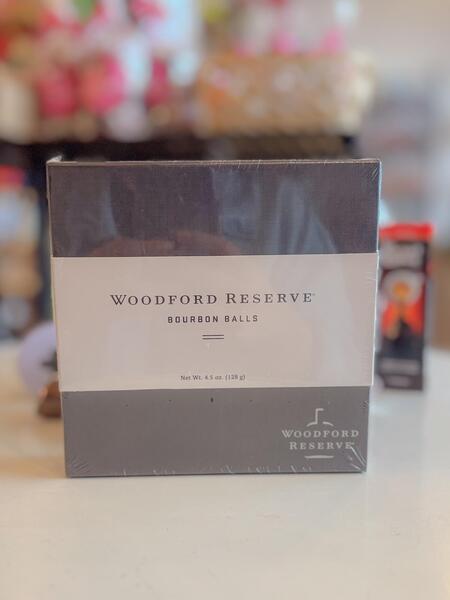 WOODFORD RESERVE®
BOURBON BALLS
Net Wt. 4.5 oz. (128 g)
WOODFORD
RESERVE